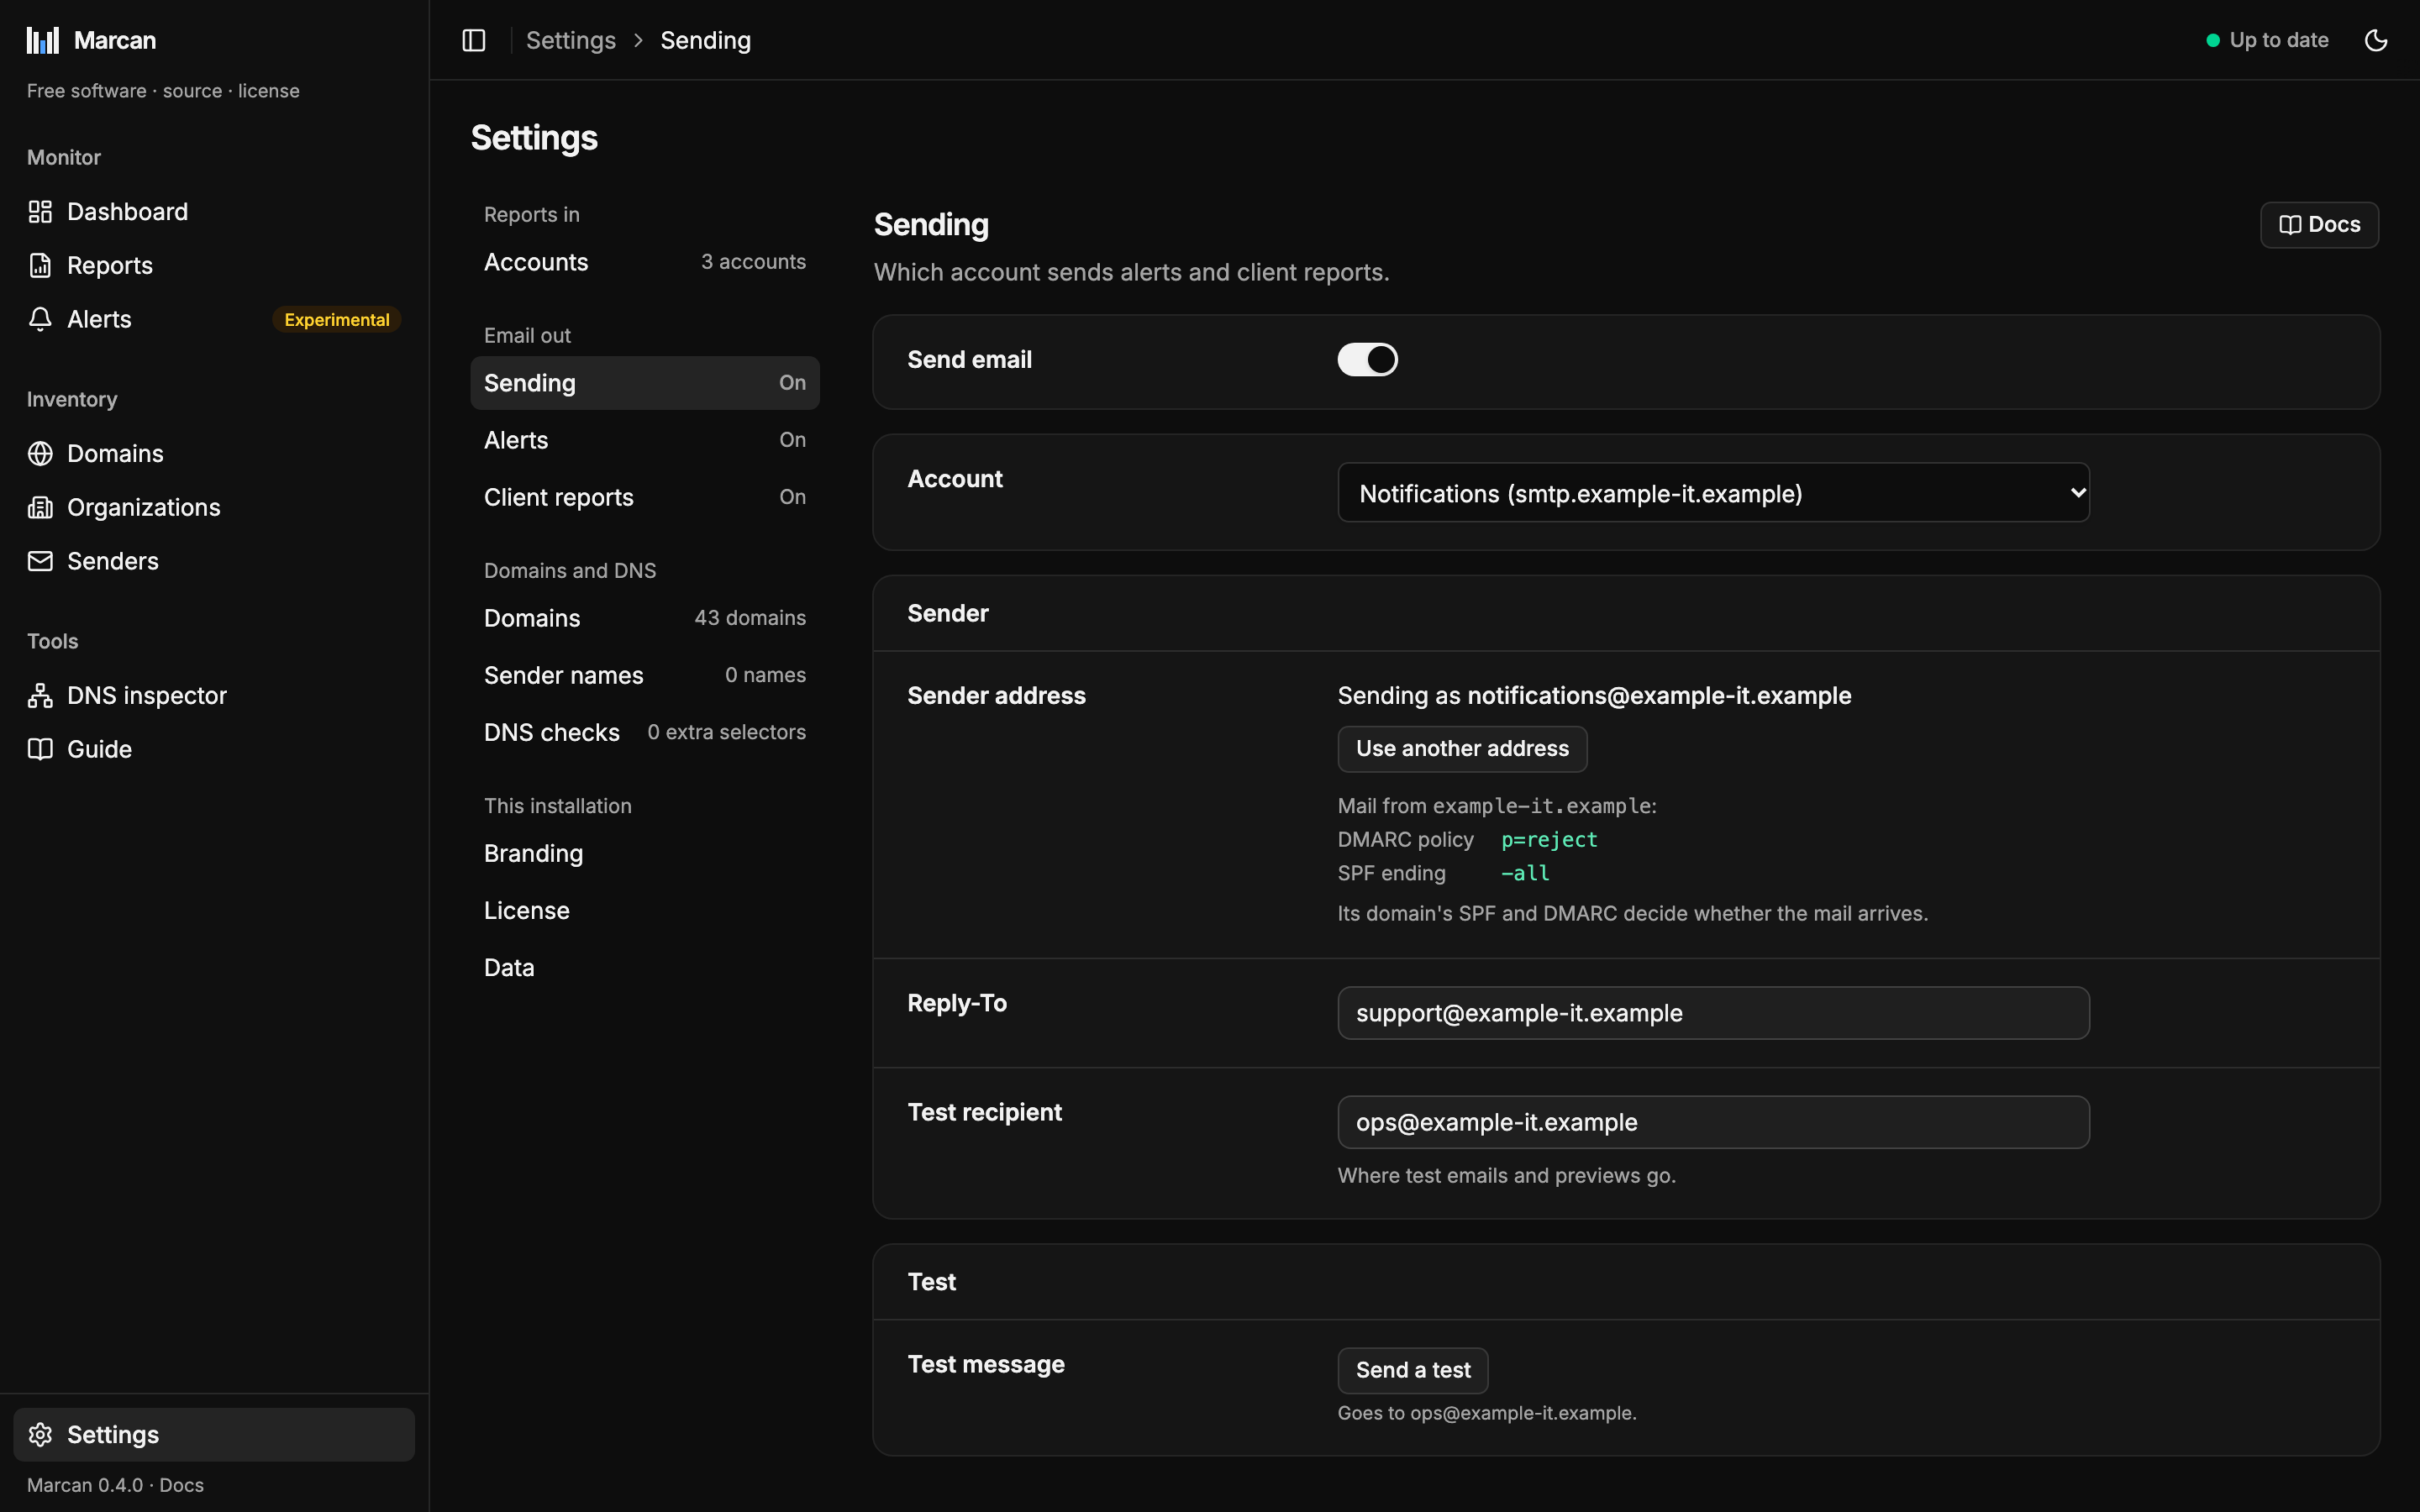 Marcan
Free software · source · license
Monitor
Dashboard
Reports
Alerts Experimental
Inventory
Domains
Organizations
Senders
Tools
DNS inspector
Guide
Settings
Marcan 0.4.0 · Docs
Settings > Sending
Up to date
Settings
Reports in
Accounts 3 accounts
Email out
Sending On
Alerts On
Client reports On
Domains and DNS
Domains 43 domains
Sender names 0 names
DNS checks 0 extra selectors
This installation
Branding
License
Data
Sending
Docs
Which account sends alerts and client reports.
Send email
Account
Notifications (smtp.example-it.example)
Sender
Sender address
Sending as notifications@example-it.example
Use another address
Mail from example-it.example:
DMARC policy p=reject
SPF ending -all
Its domain's SPF and DMARC decide whether the mail arrives.
Reply-To
support@example-it.example
Test recipient
ops@example-it.example
Where test emails and previews go.
Test
Test message
Send a test
Goes to ops@example-it.example.